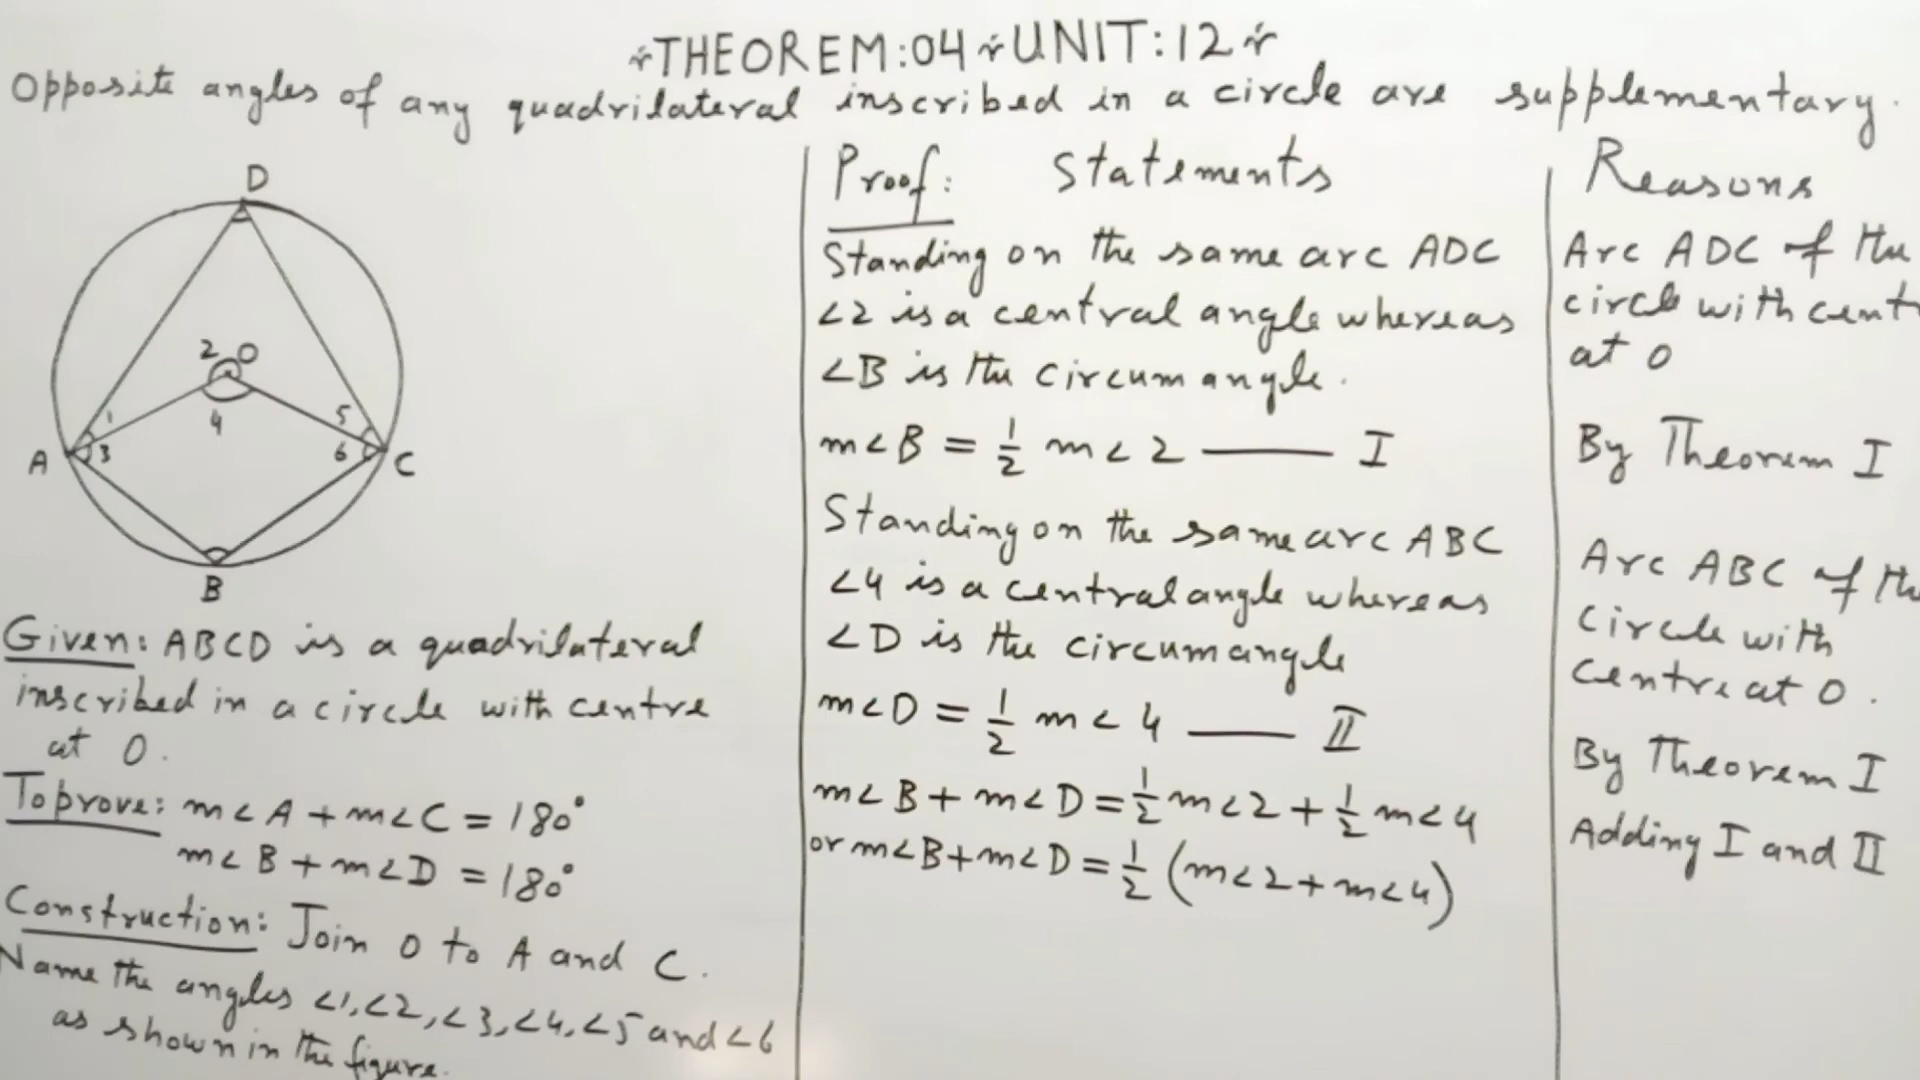 THEOREM:04 UNIT:12
Opposite angles of any quadrilateral inscribed in a circle are supplementary.
D
2 O
4
1
3
5
6
A
C
B
Given: ABCD is a quadrilateral
inscribed in a circle with centre
at O.
To prove: m∠A + m∠C = 180°
m∠B + m∠D = 180°
Construction: Join O to A and C.
Name the angles ∠1, ∠2, ∠3, ∠4, ∠5 and ∠6
as shown in the figure.
Proof: Statements
Standing on the same arc ADC
∠2 is a central angle whereas
∠B is the circum angle.
m∠B = 1/2 m∠2 —— I
Standing on the same arc ABC
∠4 is a central angle whereas
∠D is the circum angle
m∠D = 1/2 m∠4 —— II
m∠B + m∠D = 1/2 m∠2 + 1/2 m∠4
or m∠B + m∠D = 1/2 (m∠2 + m∠4)
Reasons
Arc ADC of the
circle with cent
at O
By Theorem I
Arc ABC of th
Circle with
Centre at O.
By Theorem I
Adding I and II